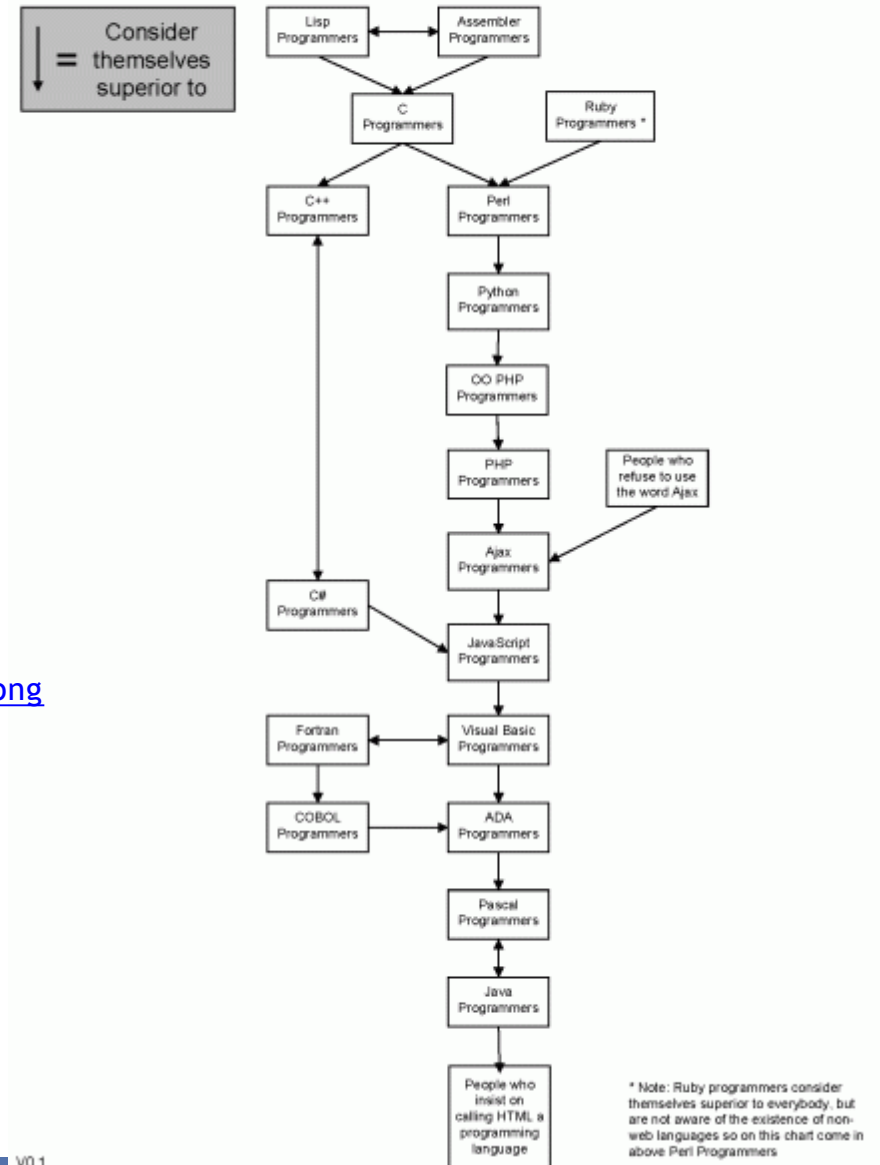 Consider
= themselves
superior to
Lisp
Programmers
Assembler
Programmers
C
Programmers
Ruby
Programmers *
C++
Programmers
Perl
Programmers
Python
Programmers
OO PHP
Programmers
PHP
Programmers
People who
refuse to use
the word Ajax
Ajax
Programmers
C#
Programmers
JavaScript
Programmers
ong
Fortran
Programmers
Visual Basic
Programmers
COBOL
Programmers
ADA
Programmers
Pascal
Programmers
Java
Programmers
People who
insist on
calling HTML a
programming
language
* Note: Ruby programmers consider
themselves superior to everybody, but
are not aware of the existence of non-
web languages so on this chart come in
above Perl Programmers
V0.1